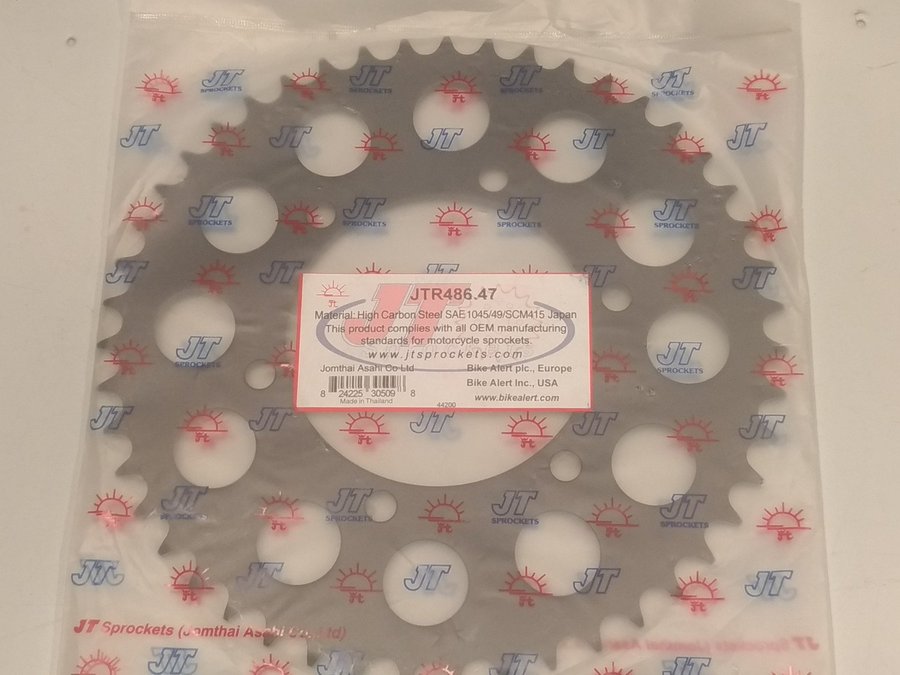 JTR486.47
Material: High Carbon Steel SAE1045/49/SCM415 Japan
This product complies with all OEM manufacturing
standards for motorcycle sprockets.
www.jtsprockets.com
Jomthai Asahi Co Ltd
Bike Alert plc., Europe
Bike Alert Inc., USA
8 24225 30509 8
Made in Thailand
44200
www.bikealert.com
JT
SPROCKETS
Jt
JT Sprockets (Jomthai Asahi Co., Ltd)